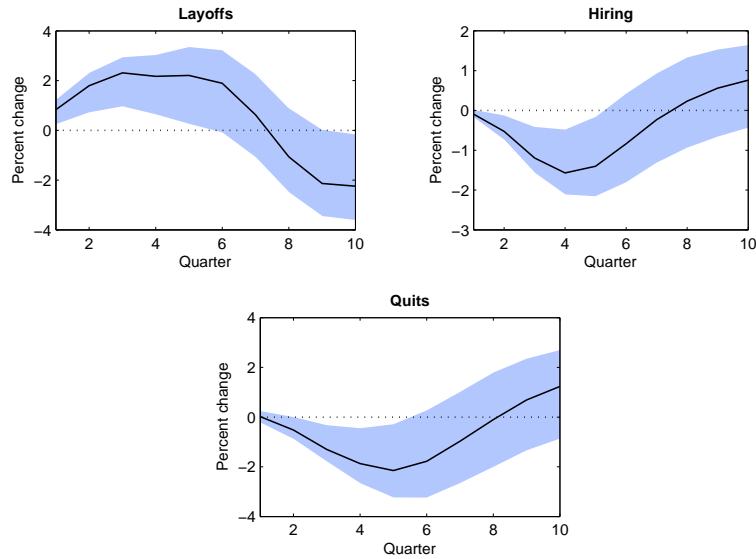 Layoffs
Percent change
4
2
0
−2
−4
2 4 6 8 10
Quarter
Hiring
Percent change
2
1
0
−1
−2
−3
2 4 6 8 10
Quarter
Quits
Percent change
4
2
0
−2
−4
2 4 6 8 10
Quarter